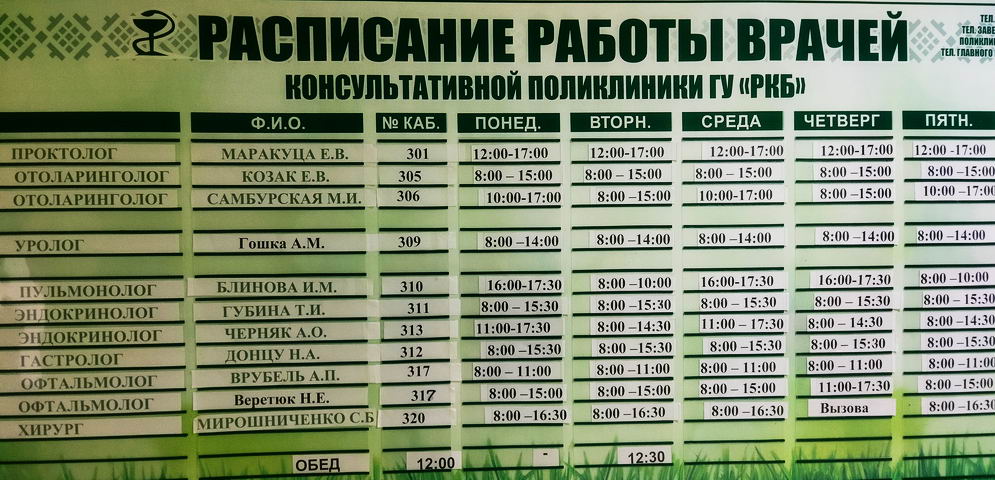 РАСПИСАНИЕ РАБОТЫ ВРАЧЕЙ
ТЕЛ.
ТЕЛ. ЗАВЕ
ПОЛИКЛИ
ТЕЛ. ГЛАВНОГО
КОНСУЛЬТАТИВНОЙ ПОЛИКЛИНИКИ ГУ «РКБ»
Ф.И.О. № КАБ. ПОНЕД. ВТОРН. СРЕДА ЧЕТВЕРГ ПЯТН.
ПРОКТОЛОГ МАРАКУЦА Е.В. 301 12:00-17:00 12:00-17:00 12:00-17:00 12:00-17:00 12:00 -17:00
ОТОЛАРИНГОЛОГ КОЗАК Е.В. 305 8:00 – 15:00 8:00 – 15:00 8:00 – 15:00 8:00 –15:00 8:00 –15:00
ОТОЛАРИНГОЛОГ САМБУРСКАЯ М.И. 306 10:00-17:00 8:00 –15:00 10:00-17:00 8:00 –15:00 10:00 –17:00
УРОЛОГ Гошка А.М. 309 8:00 –14:00 8:00 –14:00 8:00 –14:00 8:00 –14:00 8:00 –14:00
ПУЛЬМОНОЛОГ БЛИНОВА И.М. 310 16:00-17:30 8:00 –10:00 16:00-17:30 16:00-17:30 8:00 –10:00
ЭНДОКРИНОЛОГ ГУБИНА Т.И. 311 8:00 – 15:30 8:00 –15:30 8:00 – 15:30 8:00 – 15:30 8:00 –15:30
ЭНДОКРИНОЛОГ ЧЕРНЯК А.О. 313 11:00-17:30 8:00 –14:30 11:00 – 17:30 8:00 – 14:30 8:00 –14:30
ГАСТРОЛОГ ДОНЦУ Н.А. 312 8:00 –15:30 8:00 –15:30 8:00 –15:30 8:00 – 15:30 8:00 –15:30
ОФТАЛЬМОЛОГ ВРУБЕЛЬ А.П. 317 8:00 – 11:00 8:00 –11:00 8:00 – 11:00 8:00 – 11:00 8:00 –11:00
ОФТАЛЬМОЛОГ Веретюк Н.Е. 317 8:00 –15:00 8:00 –15:00 8:00 – 15:00 11:00-17:30 8:00 –15:00
ХИРУРГ МИРОШНИЧЕНКО С.Б 320 8:00 –16:30 8:00 –16:30 8:00 –16:30 Вызова 8:00 –16:30
ОБЕД 12:00 - 12:30